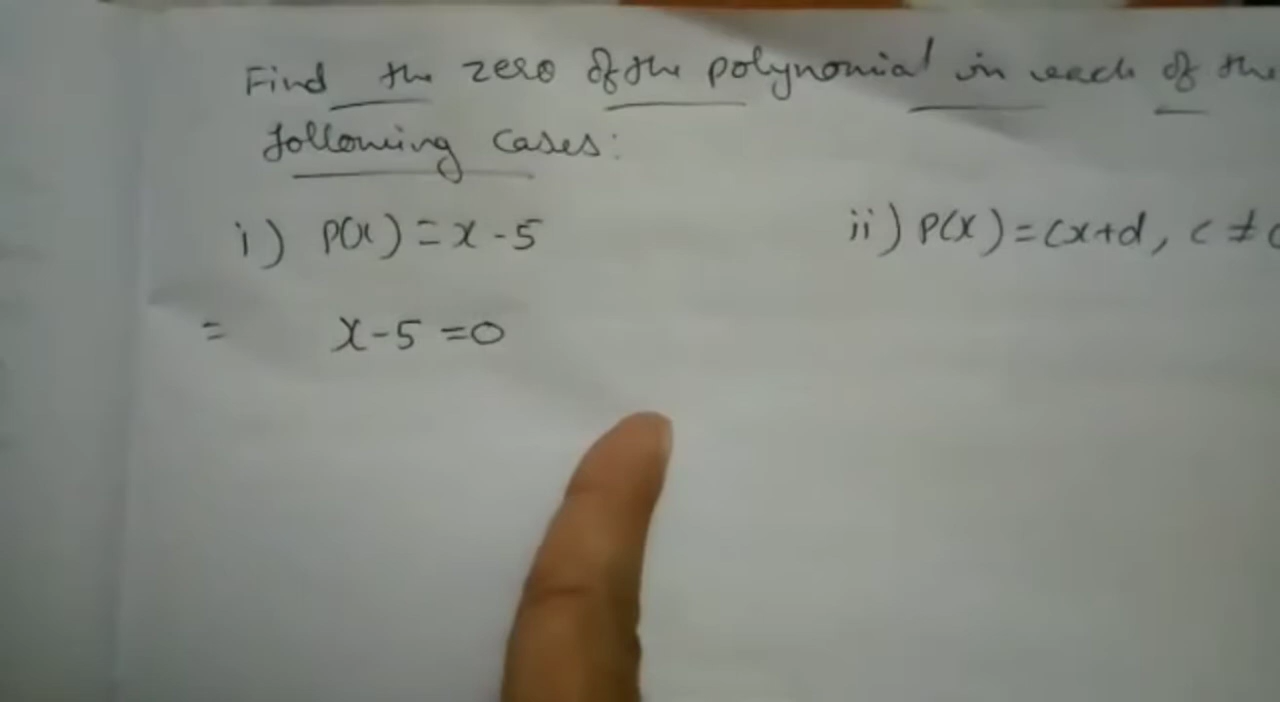 Find the zero of the polynomial in each of the
following cases:
i) P(x) = x - 5
ii) P(x) = cx+d, c ≠
= x - 5 = 0